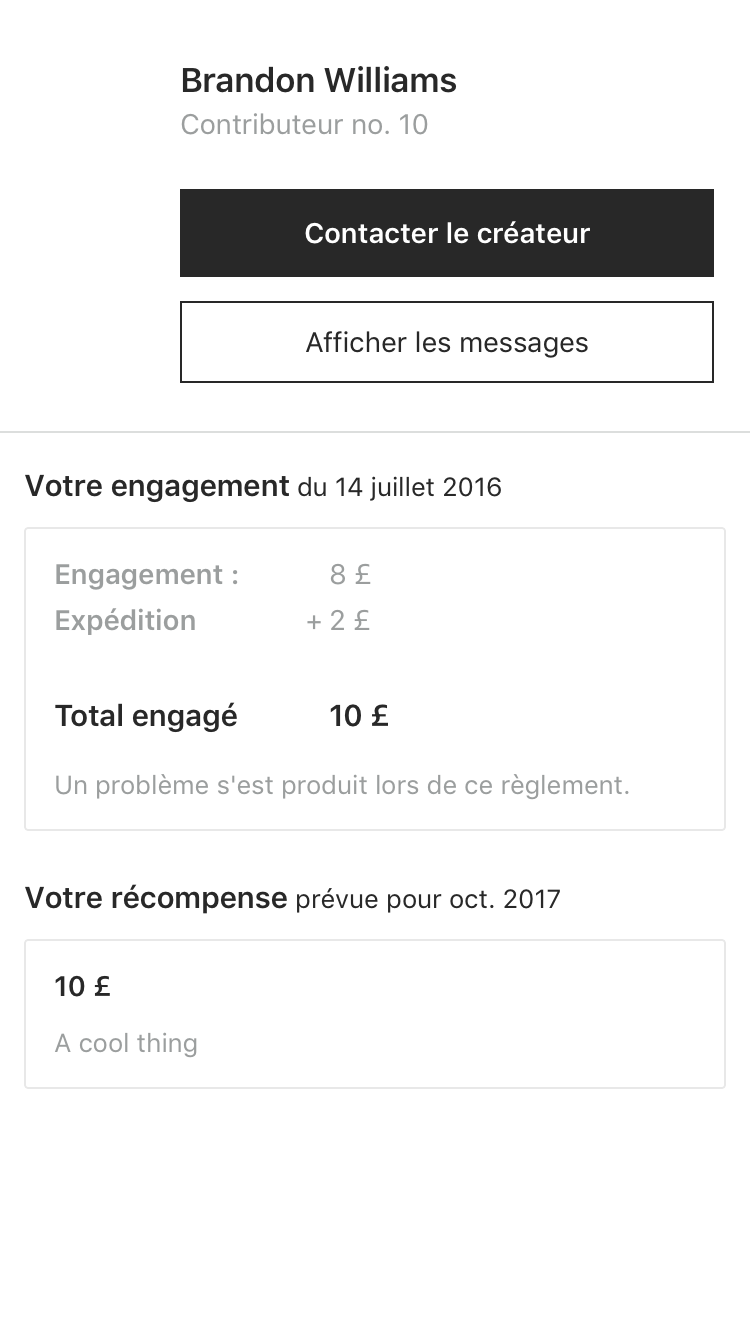 Brandon Williams
Contributeur no. 10
Contacter le créateur
Afficher les messages
Votre engagement du 14 juillet 2016
Engagement : 8 £
Expédition + 2 £
Total engagé 10 £
Un problème s'est produit lors de ce règlement.
Votre récompense prévue pour oct. 2017
10 £
A cool thing